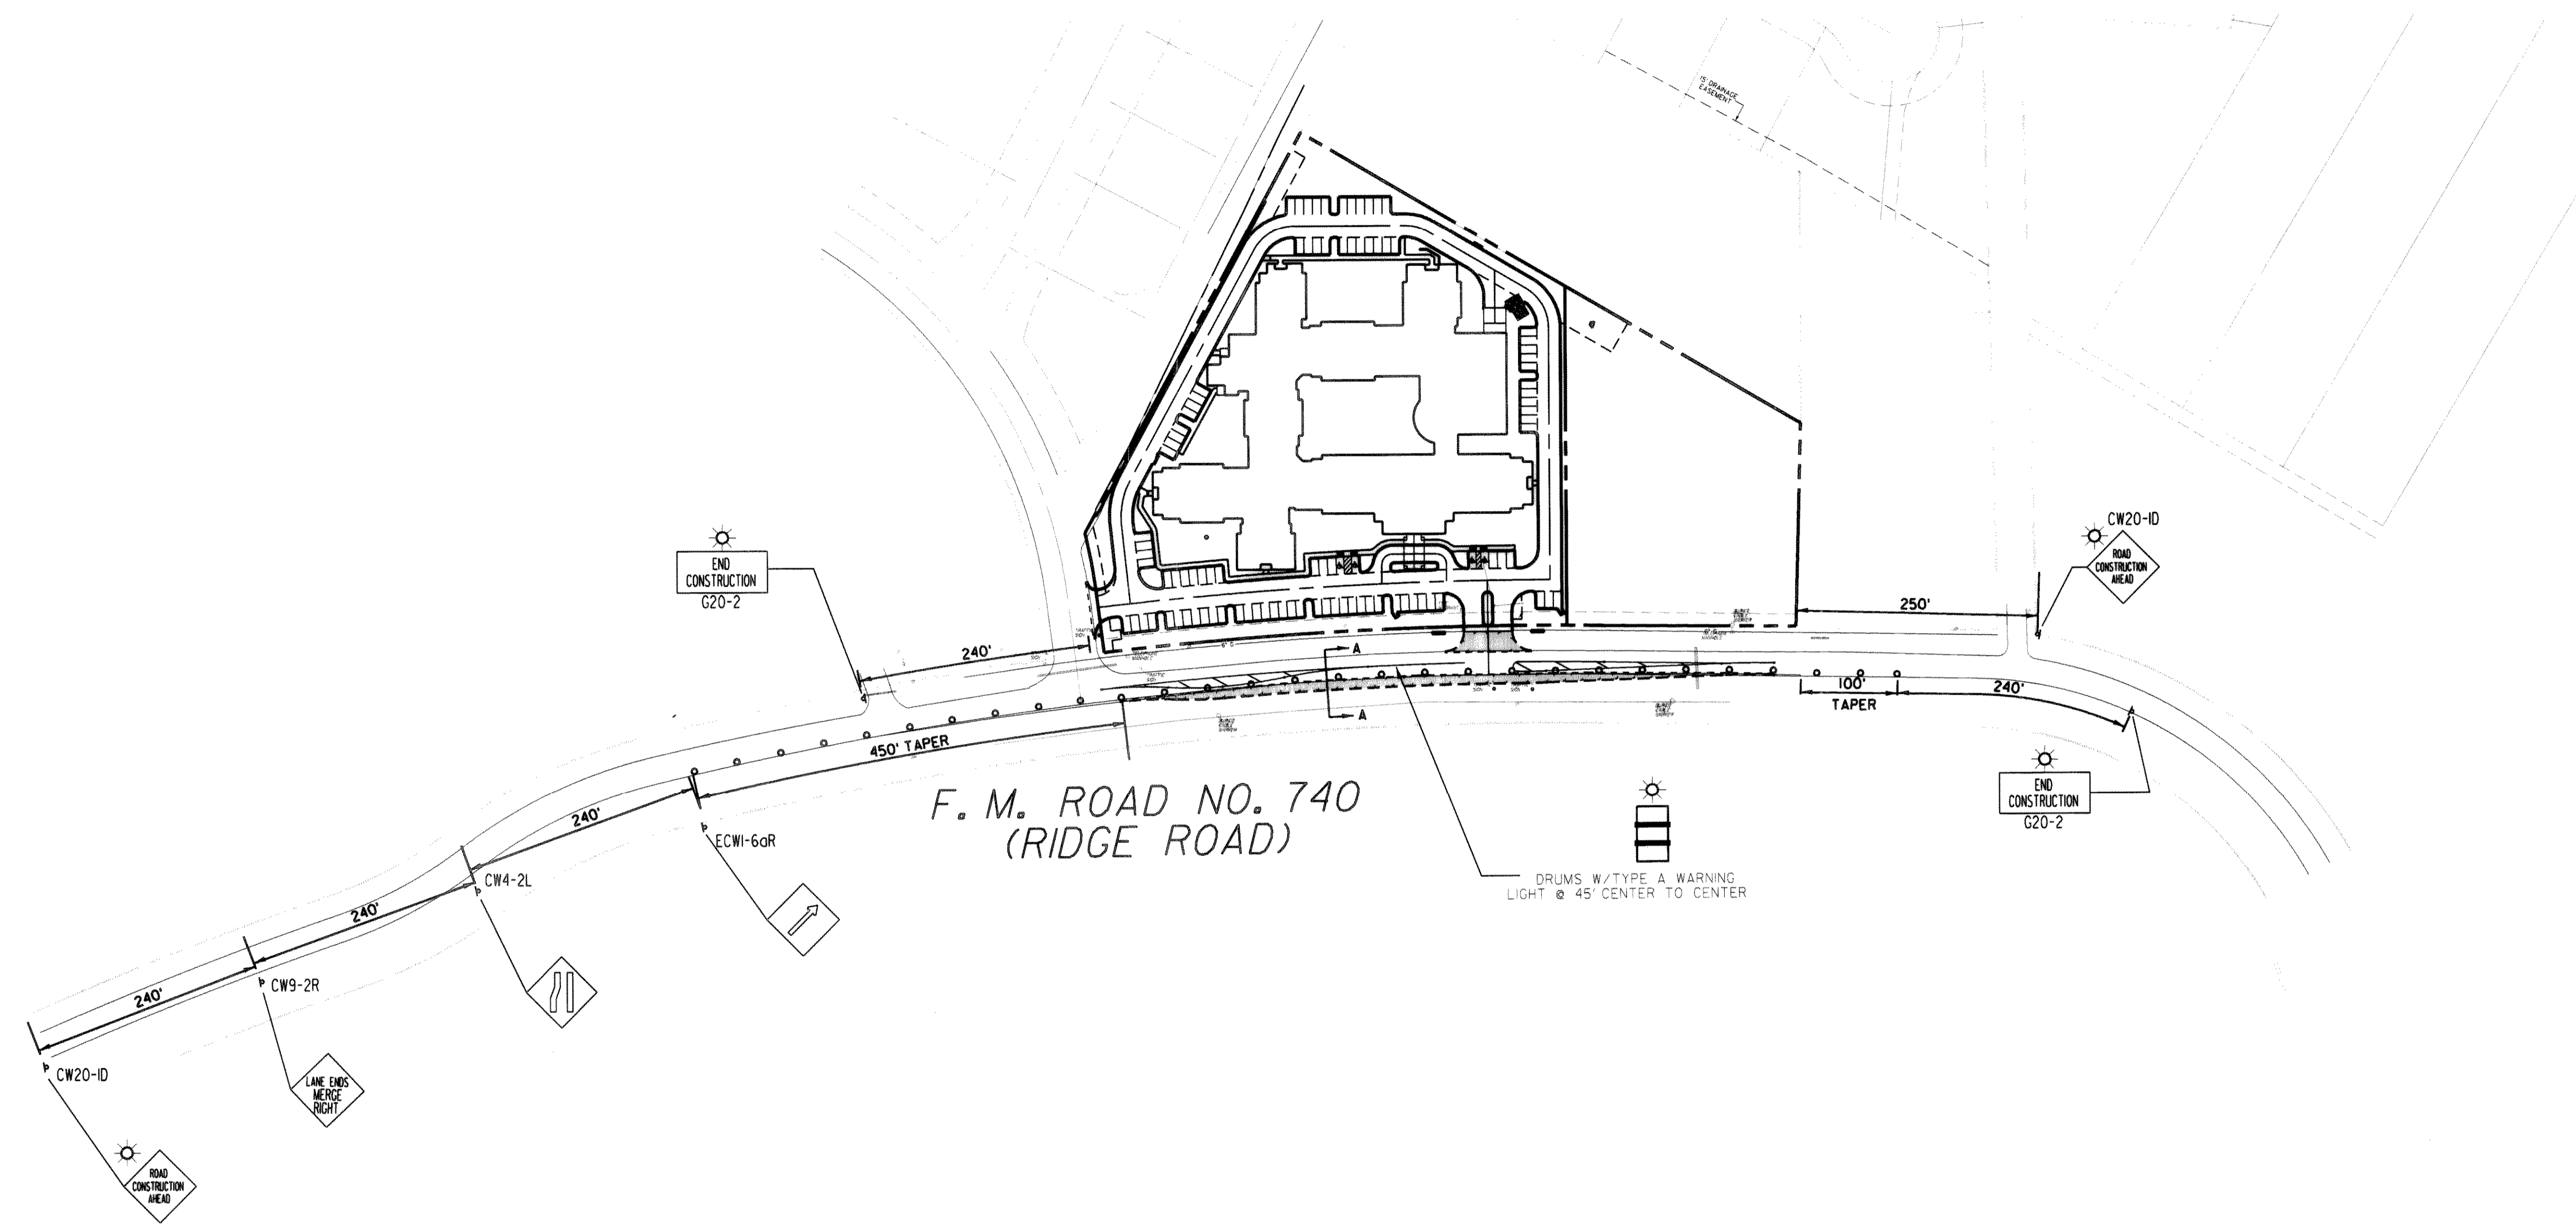 15' DRAINAGE
EASEMENT
CW20-1D
ROAD
CONSTRUCTION
AHEAD
END
CONSTRUCTION
G20-2
250'
240'
A
A
100'
TAPER
240'
450' TAPER
END
CONSTRUCTION
G20-2
F. M. ROAD NO. 740
(RIDGE ROAD)
240'
ECW1-6aR
DRUMS W/TYPE A WARNING
LIGHT @ 45' CENTER TO CENTER
CW4-2L
240'
CW9-2R
240'
CW20-1D
LANE ENDS
MERGE
RIGHT
ROAD
CONSTRUCTION
AHEAD